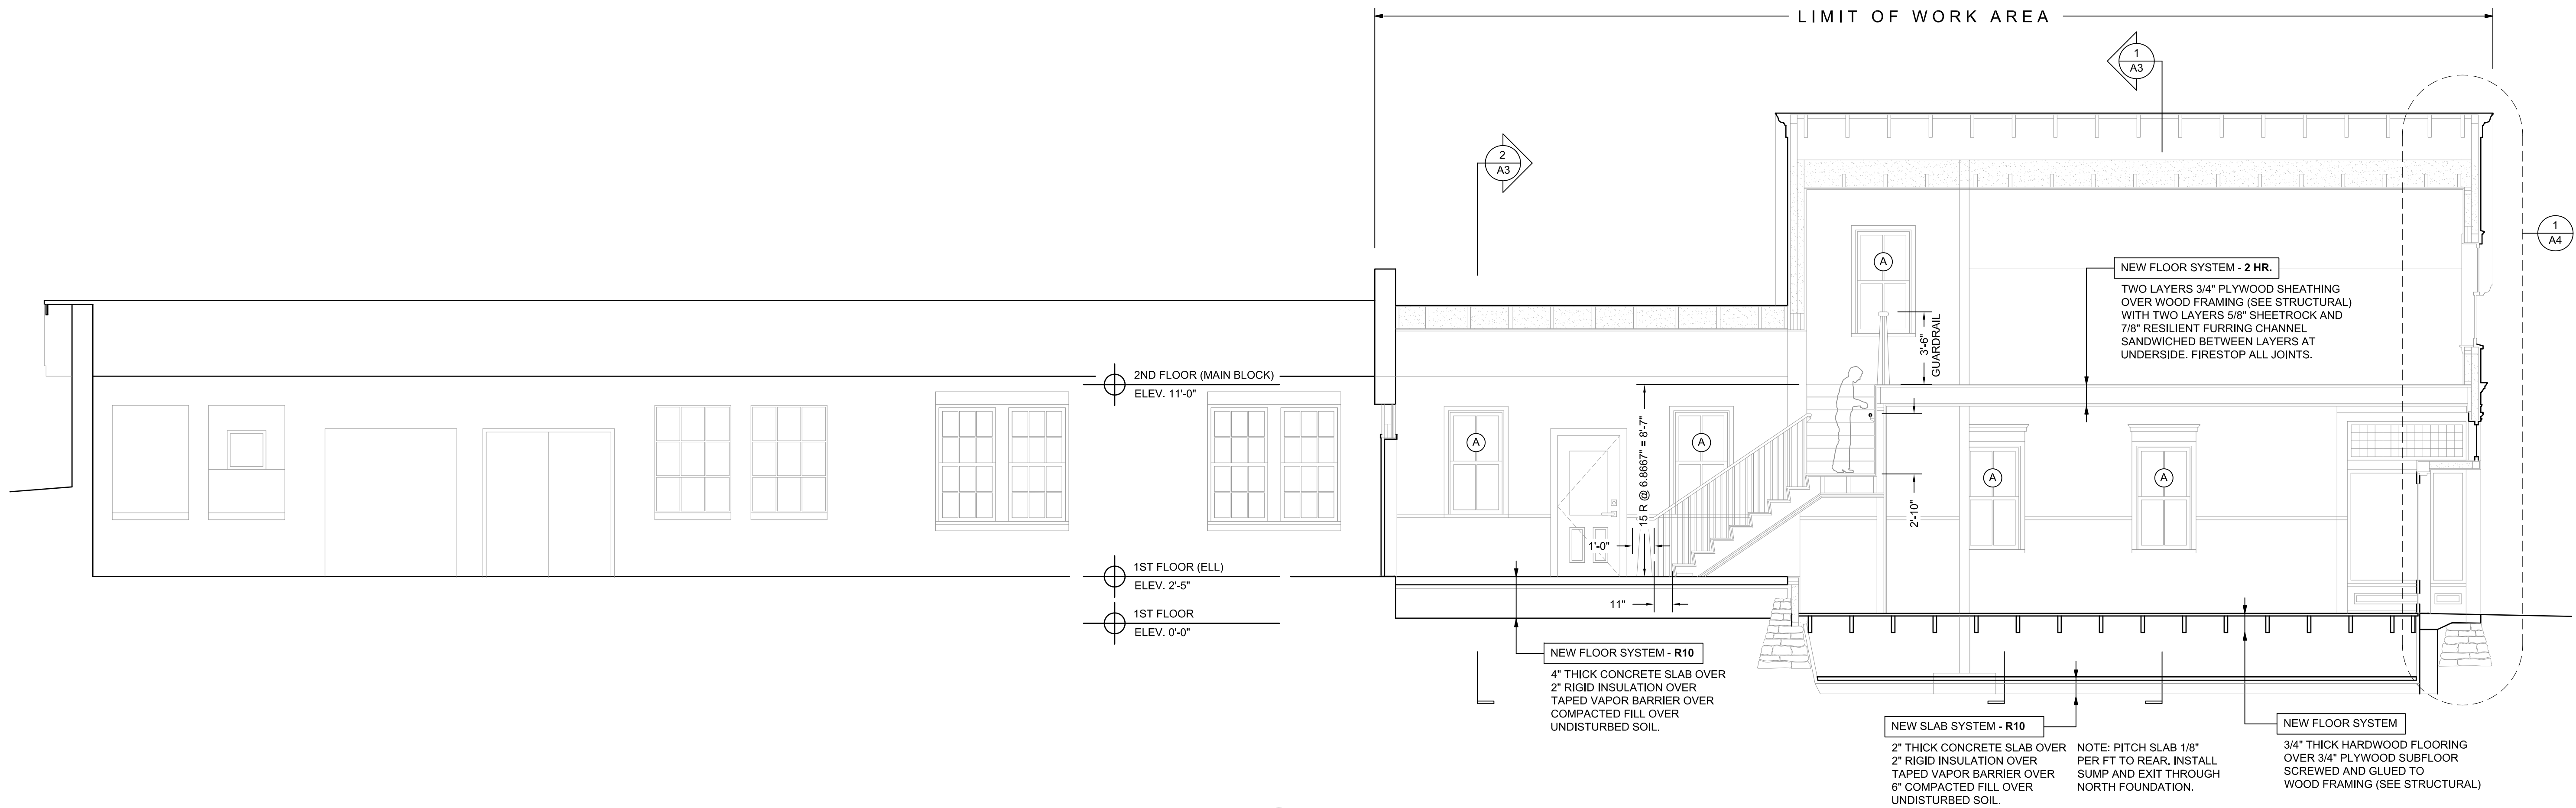 LIMIT OF WORK AREA
1
A3
2
A3
1
A4
A
NEW FLOOR SYSTEM - 2 HR.
TWO LAYERS 3/4" PLYWOOD SHEATHING
OVER WOOD FRAMING (SEE STRUCTURAL)
WITH TWO LAYERS 5/8" SHEETROCK AND
7/8" RESILIENT FURRING CHANNEL
SANDWICHED BETWEEN LAYERS AT
UNDERSIDE. FIRESTOP ALL JOINTS.
3'-6"
GUARDRAIL
2ND FLOOR (MAIN BLOCK)
ELEV. 11'-0"
A
A
15 R @ 6.8667" = 8'-7"
A
A
2'-10"
1'-0"
1ST FLOOR (ELL)
ELEV. 2'-5"
11"
1ST FLOOR
ELEV. 0'-0"
NEW FLOOR SYSTEM - R10
4" THICK CONCRETE SLAB OVER
2" RIGID INSULATION OVER
TAPED VAPOR BARRIER OVER
COMPACTED FILL OVER
UNDISTURBED SOIL.
NEW SLAB SYSTEM - R10
2" THICK CONCRETE SLAB OVER
2" RIGID INSULATION OVER
TAPED VAPOR BARRIER OVER
6" COMPACTED FILL OVER
UNDISTURBED SOIL.
NOTE: PITCH SLAB 1/8"
PER FT TO REAR. INSTALL
SUMP AND EXIT THROUGH
NORTH FOUNDATION.
NEW FLOOR SYSTEM
3/4" THICK HARDWOOD FLOORING
OVER 3/4" PLYWOOD SUBFLOOR
SCREWED AND GLUED TO
WOOD FRAMING (SEE STRUCTURAL)